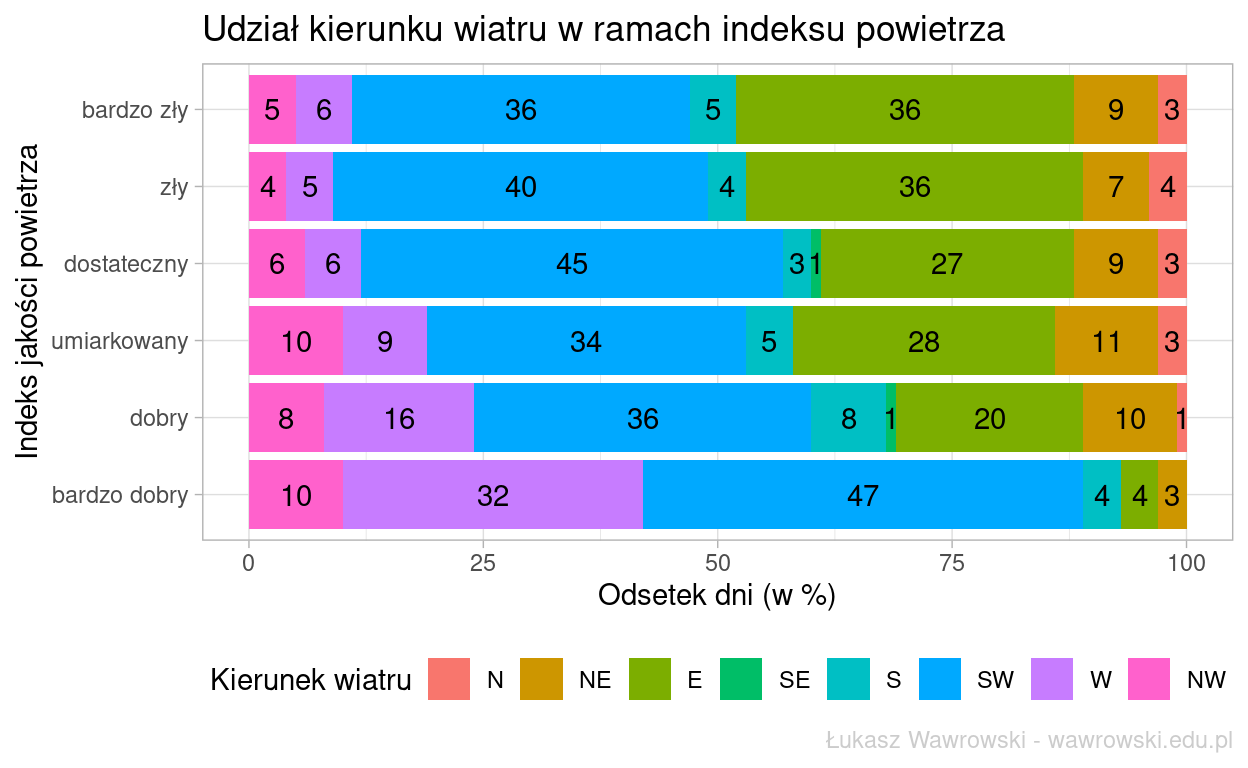 Udział kierunku wiatru w ramach indeksu powietrza
Indeks jakości powietrza
bardzo zły 5 6 36 5 36 9 3
zły 4 5 40 4 36 7 4
dostateczny 6 6 45 3 1 27 9 3
umiarkowany 10 9 34 5 28 11 3
dobry 8 16 36 8 1 20 10 1
bardzo dobry 10 32 47 4 4 3
0 25 50 75 100
Odsetek dni (w %)
Kierunek wiatru N NE E SE S SW W NW
Łukasz Wawrowski - wawrowski.edu.pl